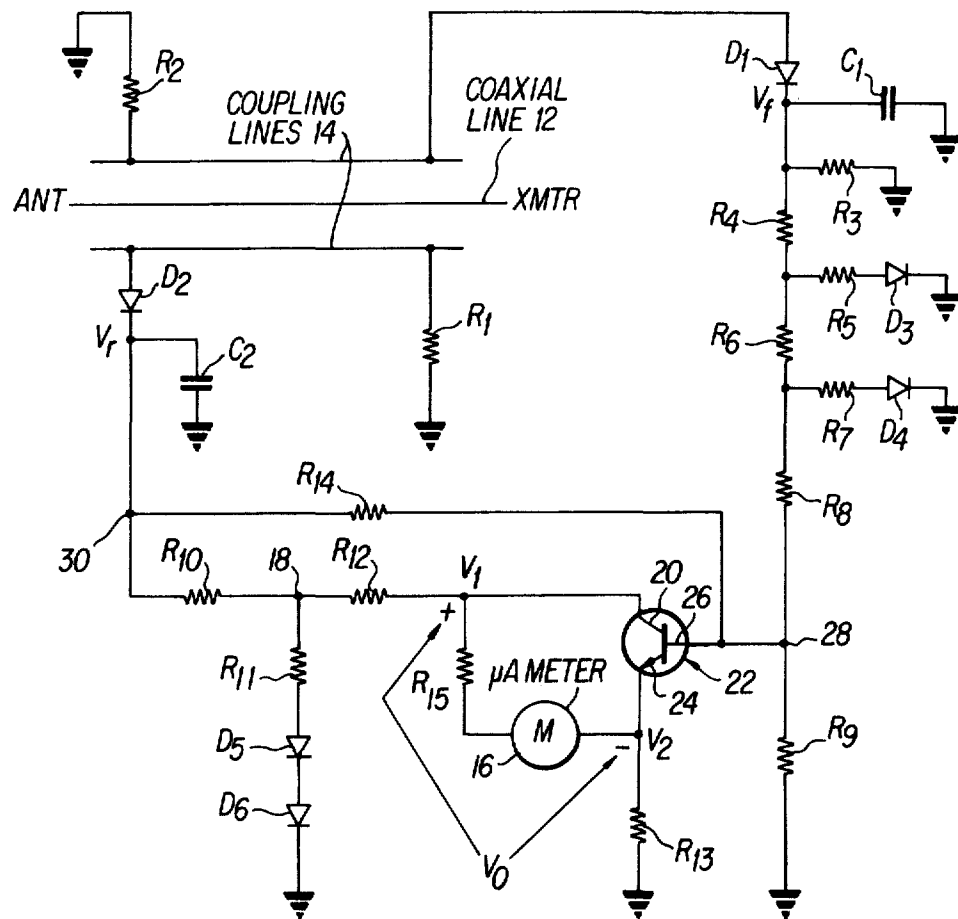 R2
D1
C1
COUPLING
LINES 14
COAXIAL
LINE 12
Vf
ANT
XMTR
R3
R4
D2
R1
R5
D3
Vr
C2
R6
R7
D4
R14
R8
30
R10
18
R12
V1
20
26
28
+
R11
R15
µA METER
24
22
M
16
V2
−
R9
D5
D6
V0
R13